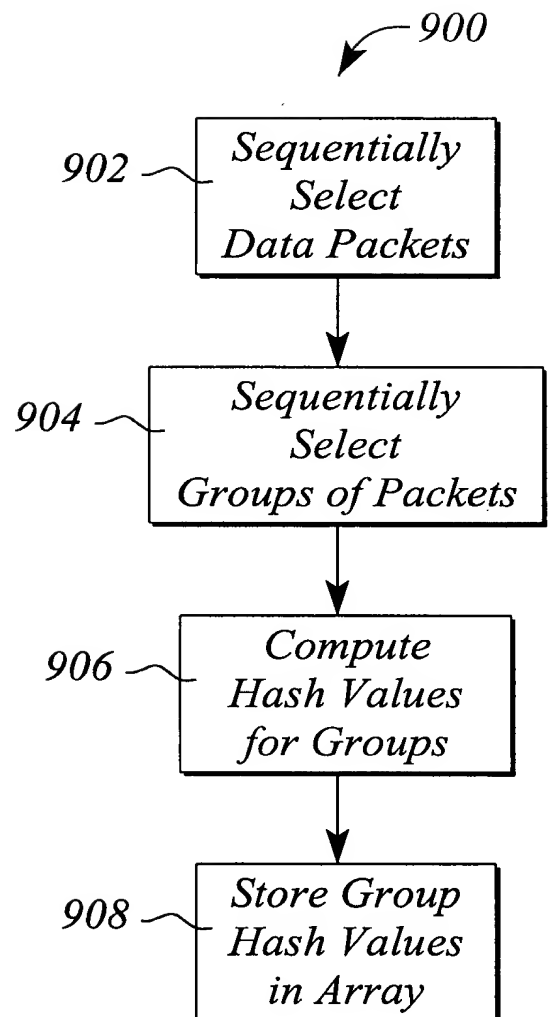 900
902
Sequentially
Select
Data Packets
904
Sequentially
Select
Groups of Packets
906
Compute
Hash Values
for Groups
908
Store Group
Hash Values
in Array